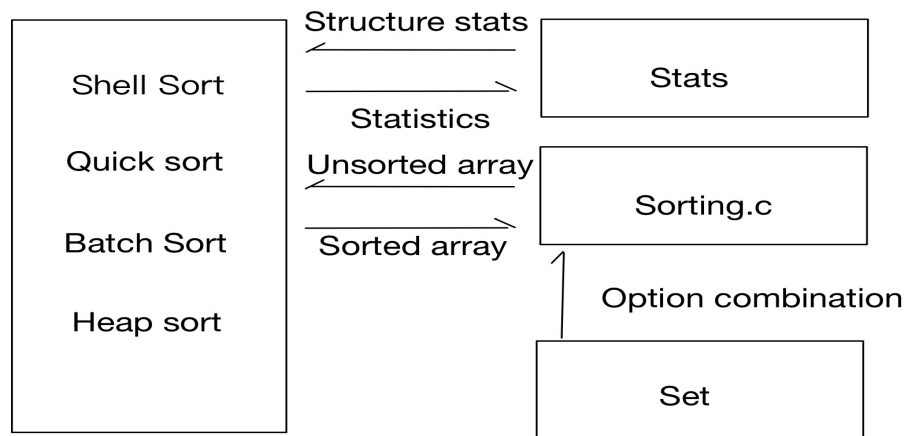 Structure stats
Shell Sort
Stats
Statistics
Quick sort
Unsorted array
Sorting.c
Batch Sort
Sorted array
Option combination
Heap sort
Set